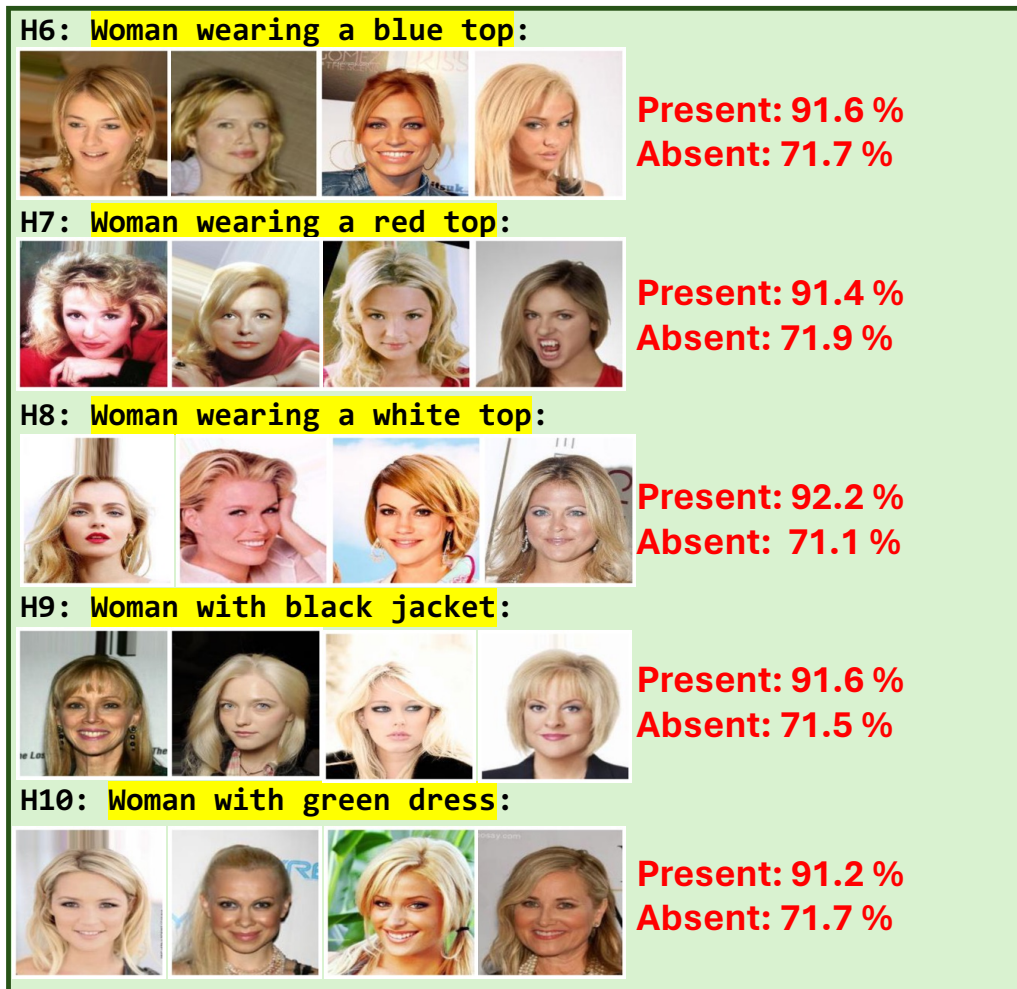 H6: Woman wearing a blue top:
Present: 91.6 %
Absent: 71.7 %
H7: Woman wearing a red top:
Present: 91.4 %
Absent: 71.9 %
H8: Woman wearing a white top:
Present: 92.2 %
Absent: 71.1 %
H9: Woman with black jacket:
Present: 91.6 %
Absent: 71.5 %
H10: Woman with green dress:
Present: 91.2 %
Absent: 71.7 %